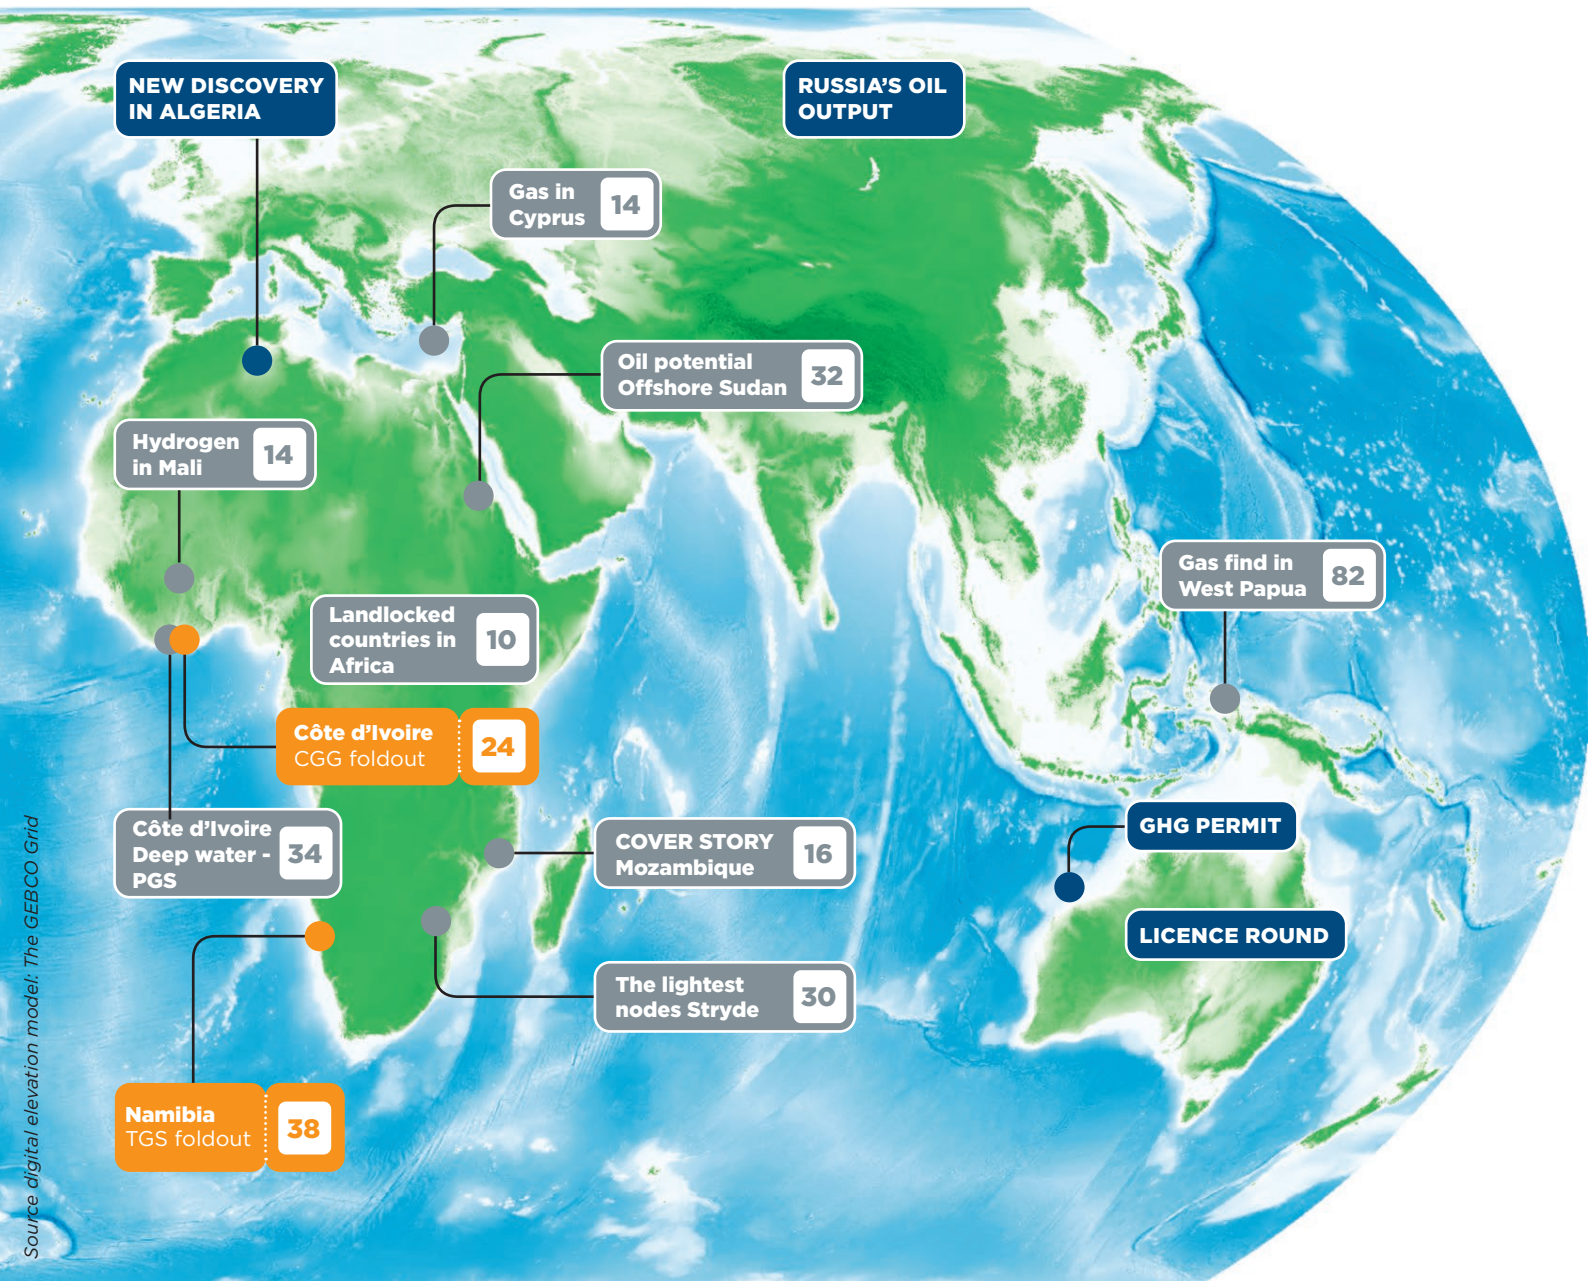 NEW DISCOVERY
IN ALGERIA
RUSSIA'S OIL
OUTPUT
Gas in
Cyprus
14
Oil potential
Offshore Sudan
32
Hydrogen
in Mali
14
Gas find in
West Papua
82
Landlocked
countries in
Africa
10
Côte d'Ivoire
CGG foldout
24
Côte d'Ivoire
Deep water -
PGS
34
COVER STORY
Mozambique
16
GHG PERMIT
LICENCE ROUND
The lightest
nodes Stryde
30
Namibia
TGS foldout
38
Source digital elevation model: The GEBCO Grid